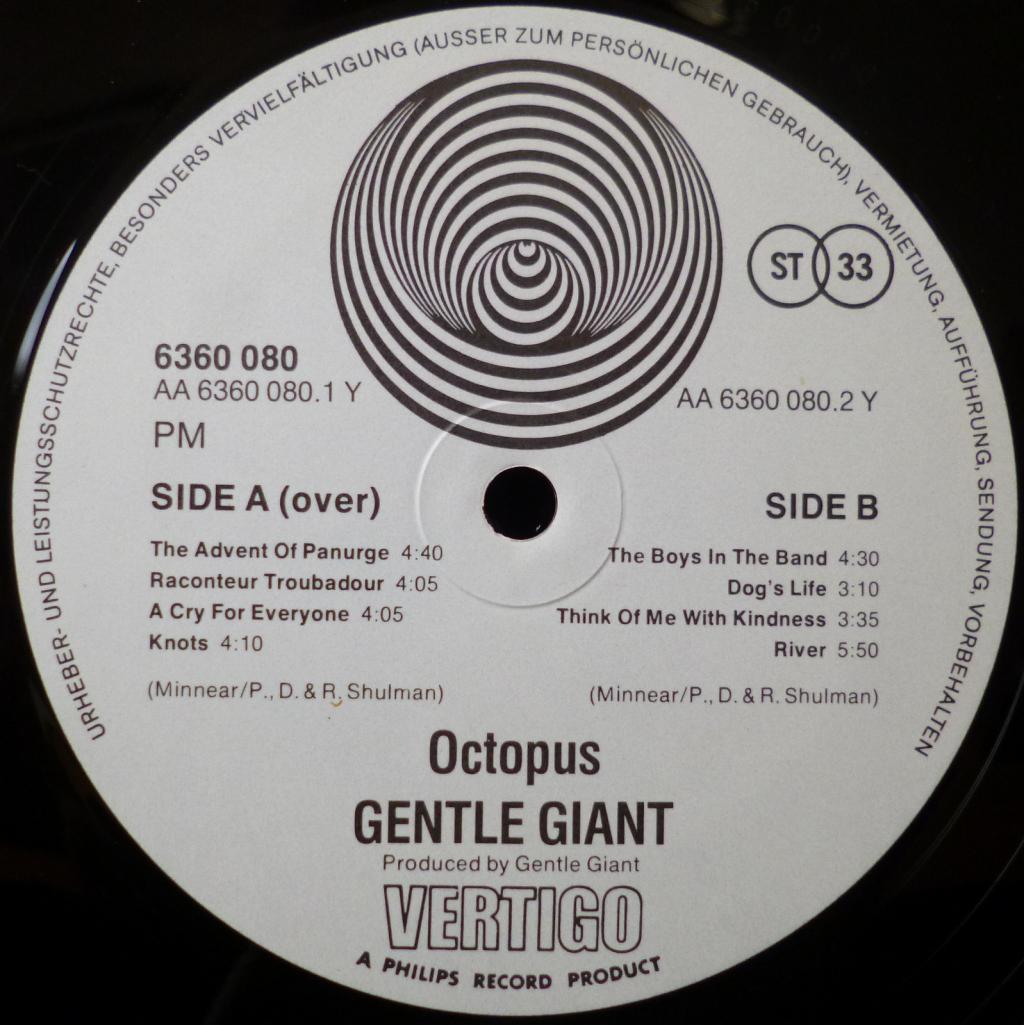 URHEBER- UND LEISTUNGSSCHUTZRECHTE, BESONDERS VERVIELFÄLTIGUNG (AUSSER ZUM PERSÖNLICHEN GEBRAUCH), VERMIETUNG, AUFFÜHRUNG, SENDUNG, VORBEHALTEN
ST 33
6360 080
AA 6360 080.1 Y
PM
AA 6360 080.2 Y
SIDE A (over)
The Advent Of Panurge 4:40
Raconteur Troubadour 4:05
A Cry For Everyone 4:05
Knots 4:10
(Minnear/P., D. & R. Shulman)
SIDE B
The Boys In The Band 4:30
Dog's Life 3:10
Think Of Me With Kindness 3:35
River 5:50
(Minnear/P., D. & R. Shulman)
Octopus
GENTLE GIANT
Produced by Gentle Giant
VERTIGO
A PHILIPS RECORD PRODUCT